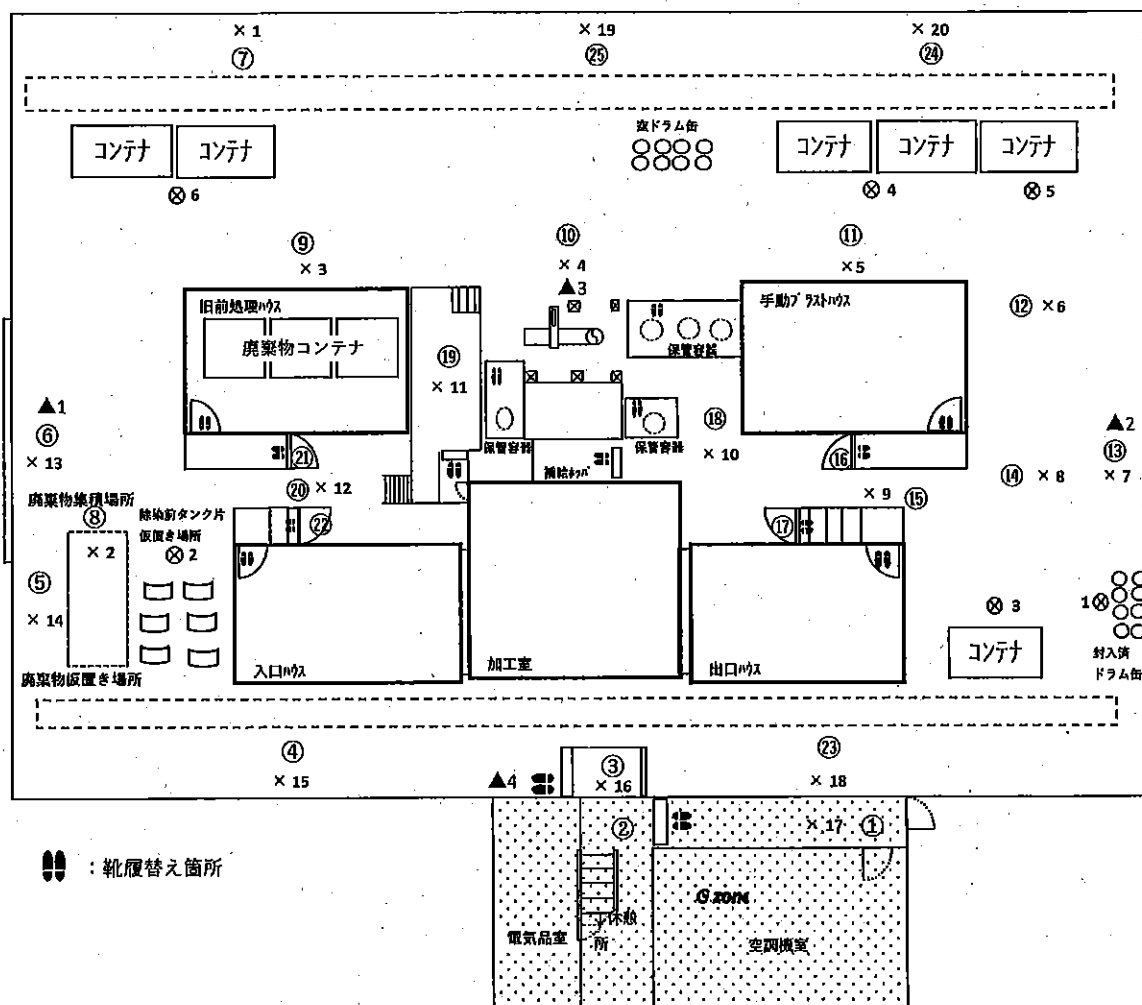 × 1
× 19
× 20
⑦
㉕
㉔
コンテナ
コンテナ
空ドラム缶
コンテナ
コンテナ
コンテナ
⊗ 6
⊗ 4
⊗ 5
⑨
× 3
⑩
× 4
▲3
⑪
×5
旧前処理ハウス
廃棄物コンテナ
手動ブラストハウス
⑫ ×6
保管容器
⑲
× 11
▲1
⑥
× 13
⑱
× 10
▲2
⑬
× 7
保管容器
保管容器
補給ホッパ
㉑
⑯
⑳ × 12
⑭ × 8
× 9 ⑮
廃棄物集積場所
⑧
× 2
除染前タンク片
仮置き場所
⊗ 2
㉒
⑰
⑤
× 14
⊗ 3
1⊗
コンテナ
封入済
ドラム缶
廃棄物仮置き場所
入口ハウス
加工室
出口ハウス
④
× 15
▲4
③
× 16
㉓
× 18
②
× 17 ①
：靴履替え箇所
G zone
電気品室
休憩
所
空調機室